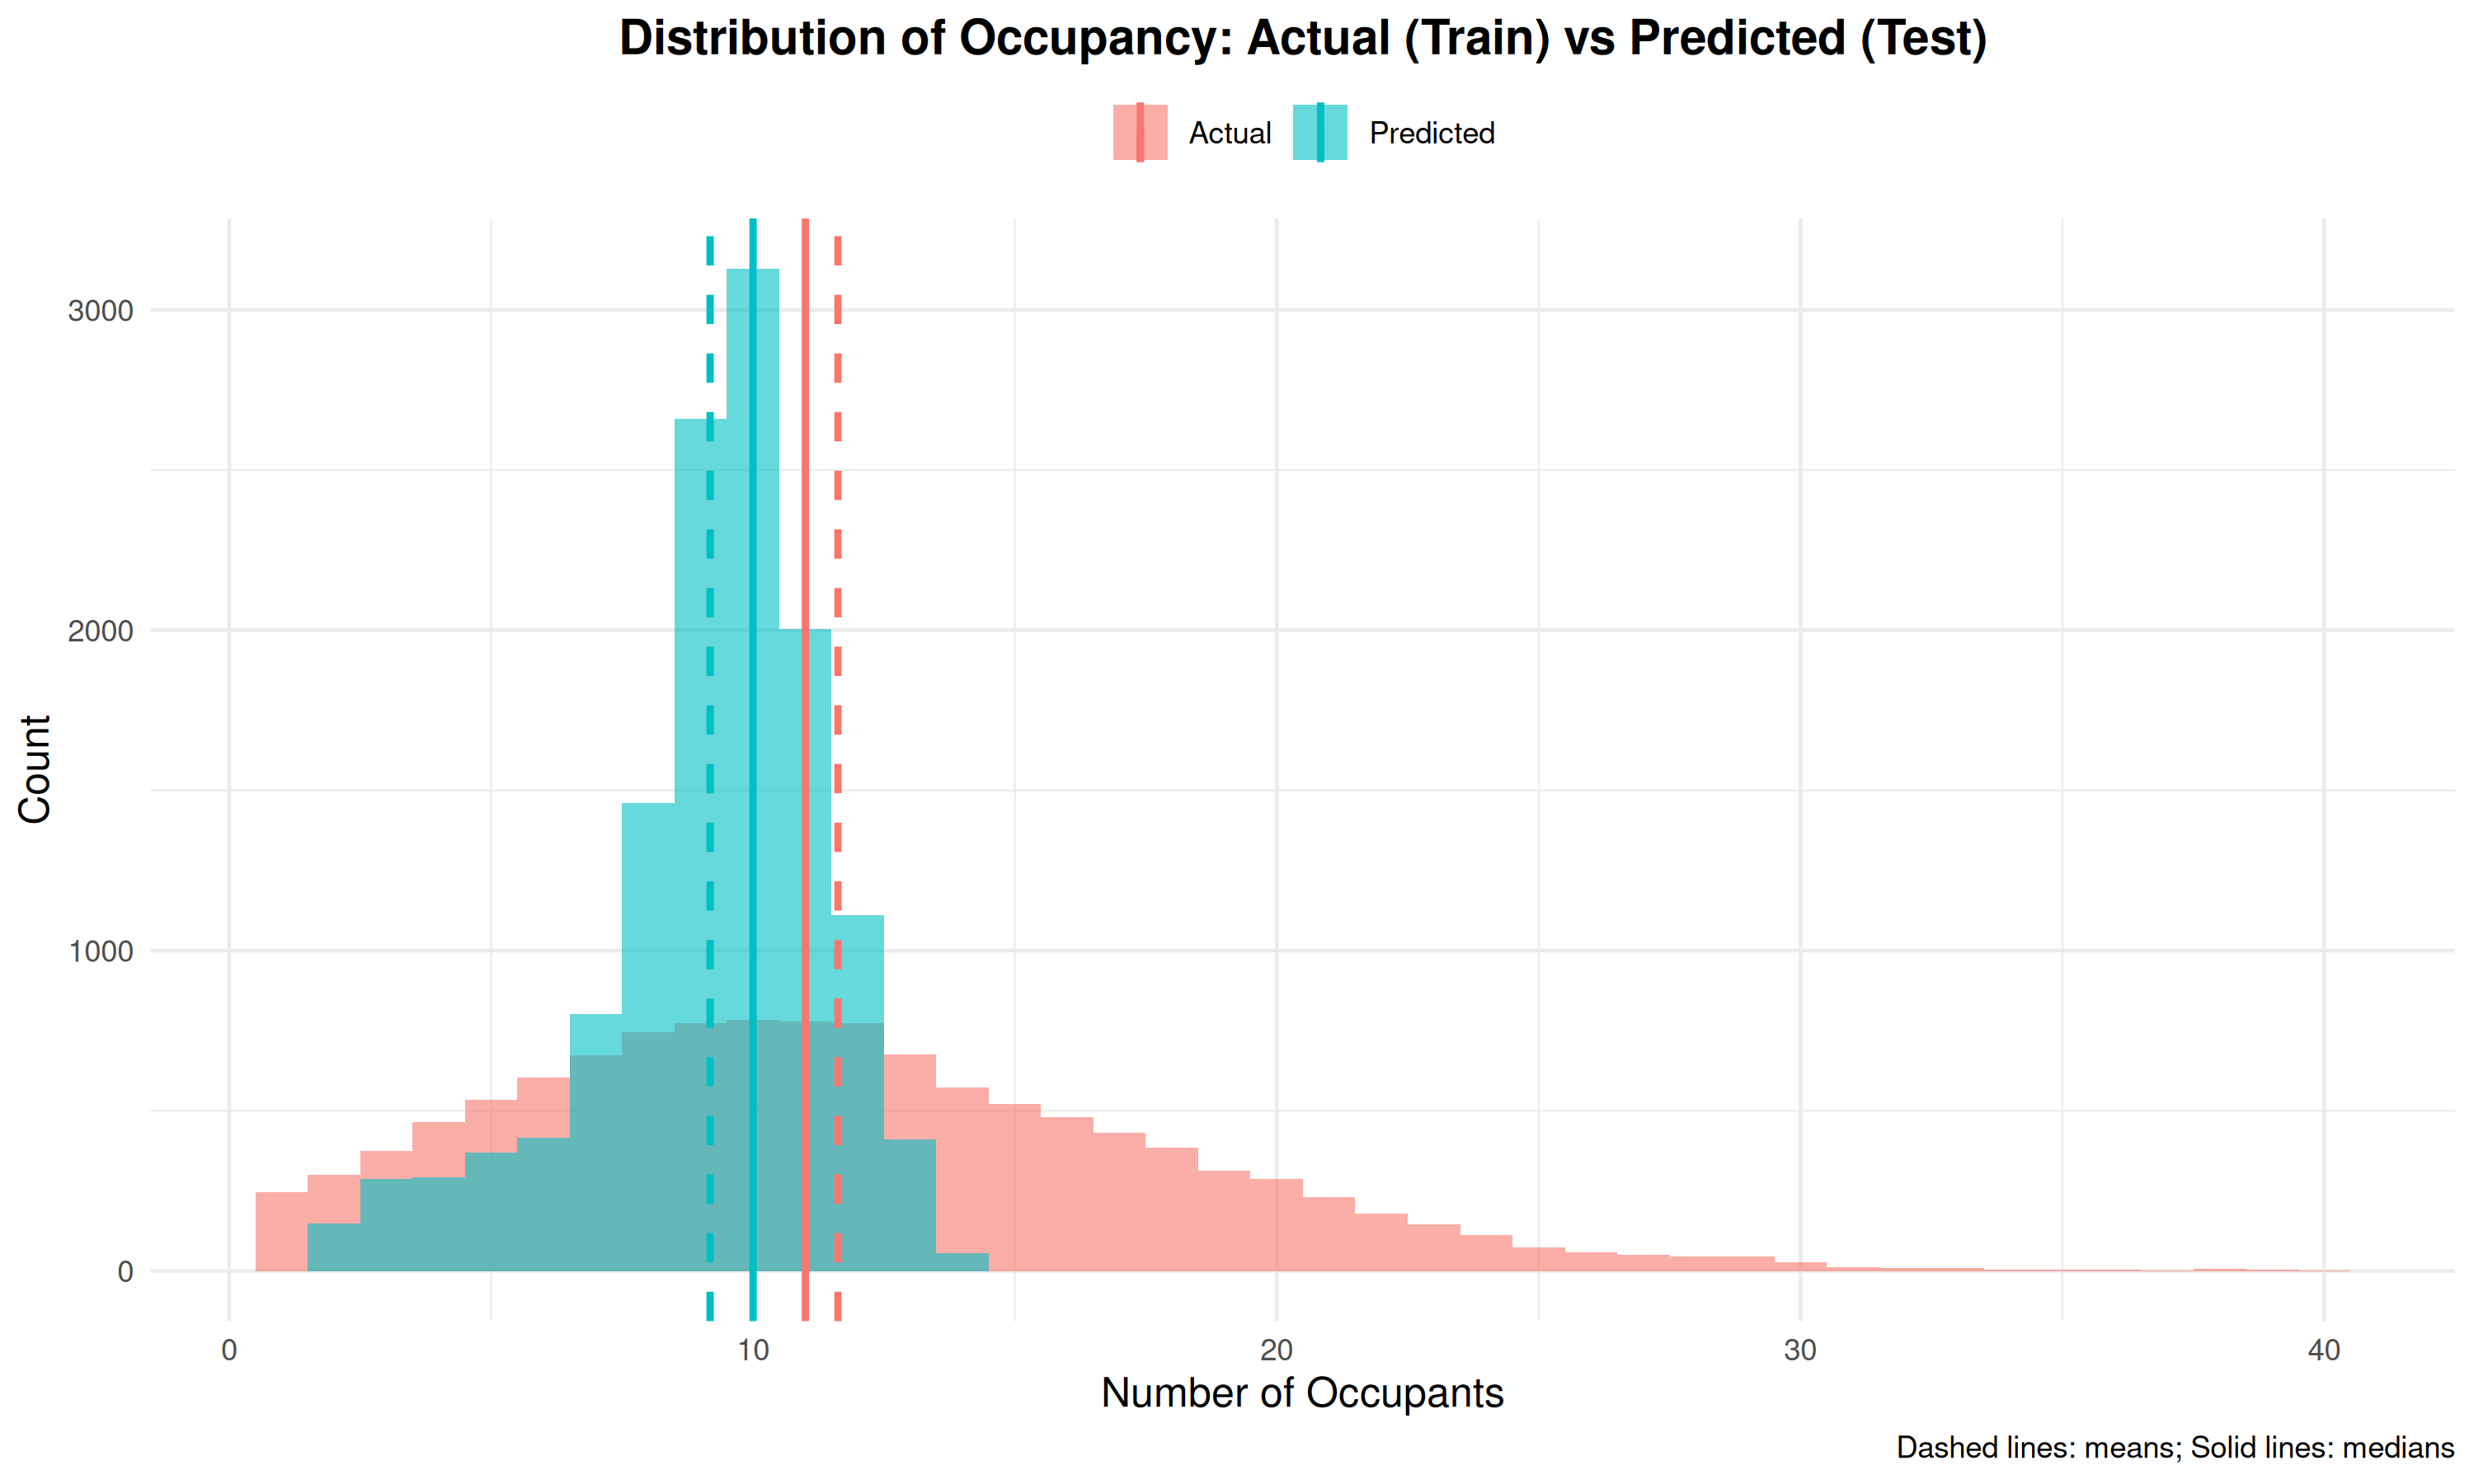 Distribution of Occupancy: Actual (Train) vs Predicted (Test)
Actual
Predicted
3000
2000
1000
0
Count
0
10
20
30
40
Number of Occupants
Dashed lines: means; Solid lines: medians